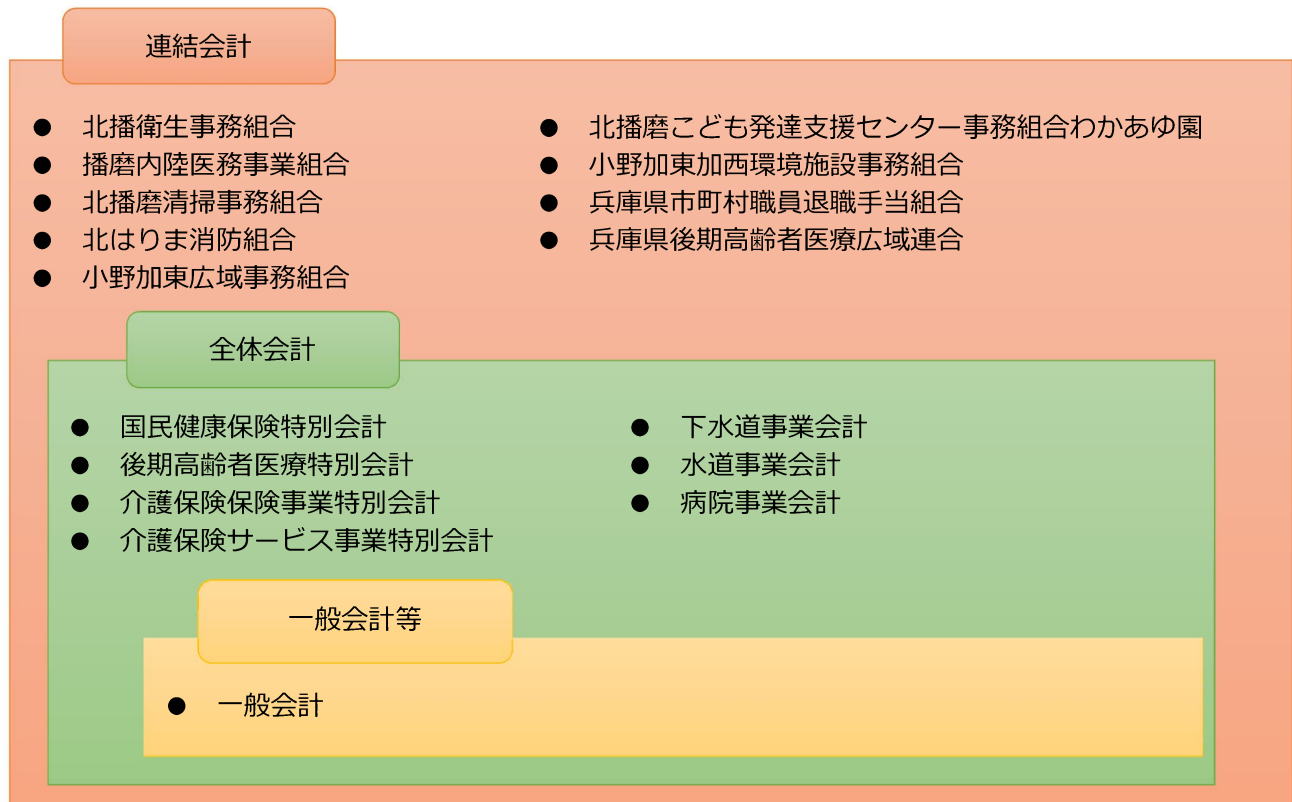 連結会計
● 北播衛生事務組合
● 播磨内陸医務事業組合
● 北播磨清掃事務組合
● 北はりま消防組合
● 小野加東広域事務組合
● 北播磨こども発達支援センター事務組合わかあゆ園
● 小野加東加西環境施設事務組合
● 兵庫県市町村職員退職手当組合
● 兵庫県後期高齢者医療広域連合
全体会計
● 国民健康保険特別会計
● 後期高齢者医療特別会計
● 介護保険保険事業特別会計
● 介護保険サービス事業特別会計
● 下水道事業会計
● 水道事業会計
● 病院事業会計
一般会計等
● 一般会計